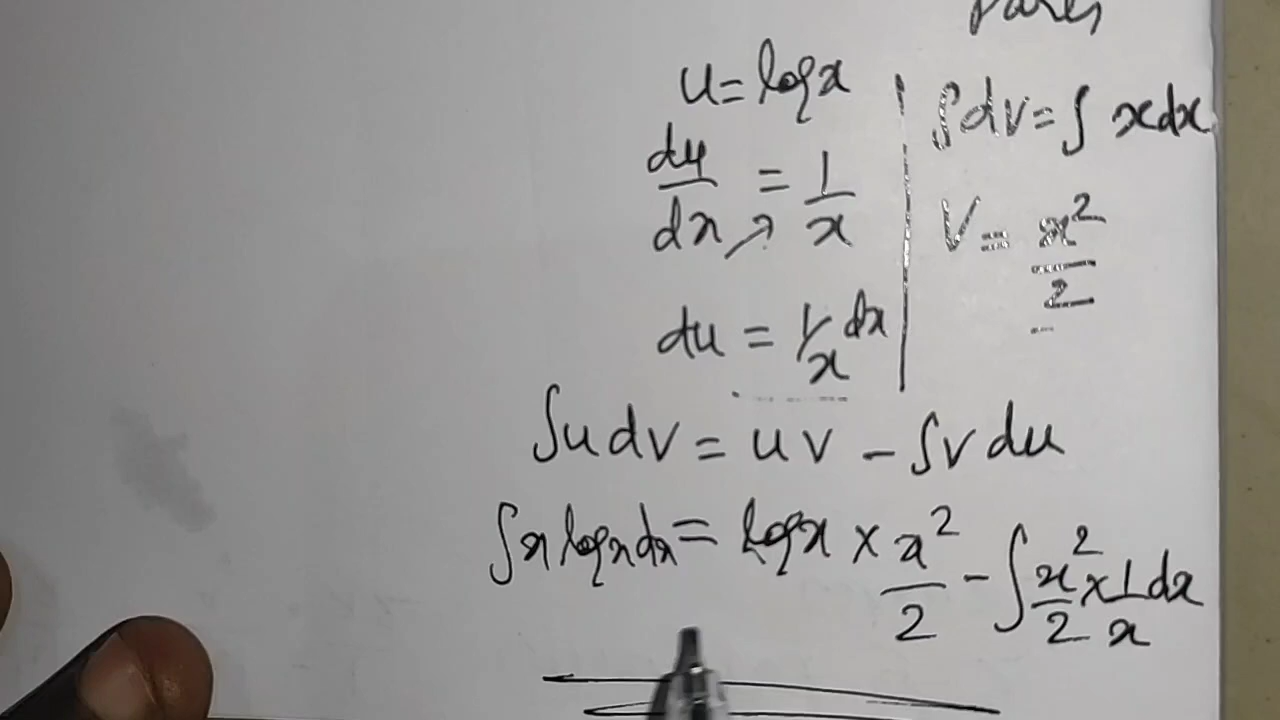 u = log x
∫dv = ∫ x dx
du/dx = 1/x
V = x²/2
du = 1/x dx
∫u dv = u v − ∫v du
∫x log x dx = log x × x²/2 − ∫ x²/2 × 1/x dx